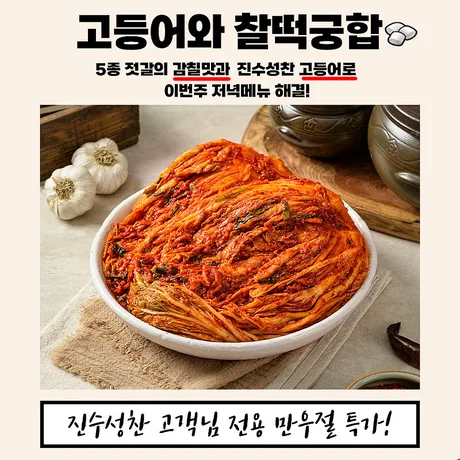 고등어와 찰떡궁합
5종 젓갈의 감칠맛과 진수성찬 고등어로
이번주 저녁메뉴 해결!
진수성찬 고객님 전용 만우절 특가!